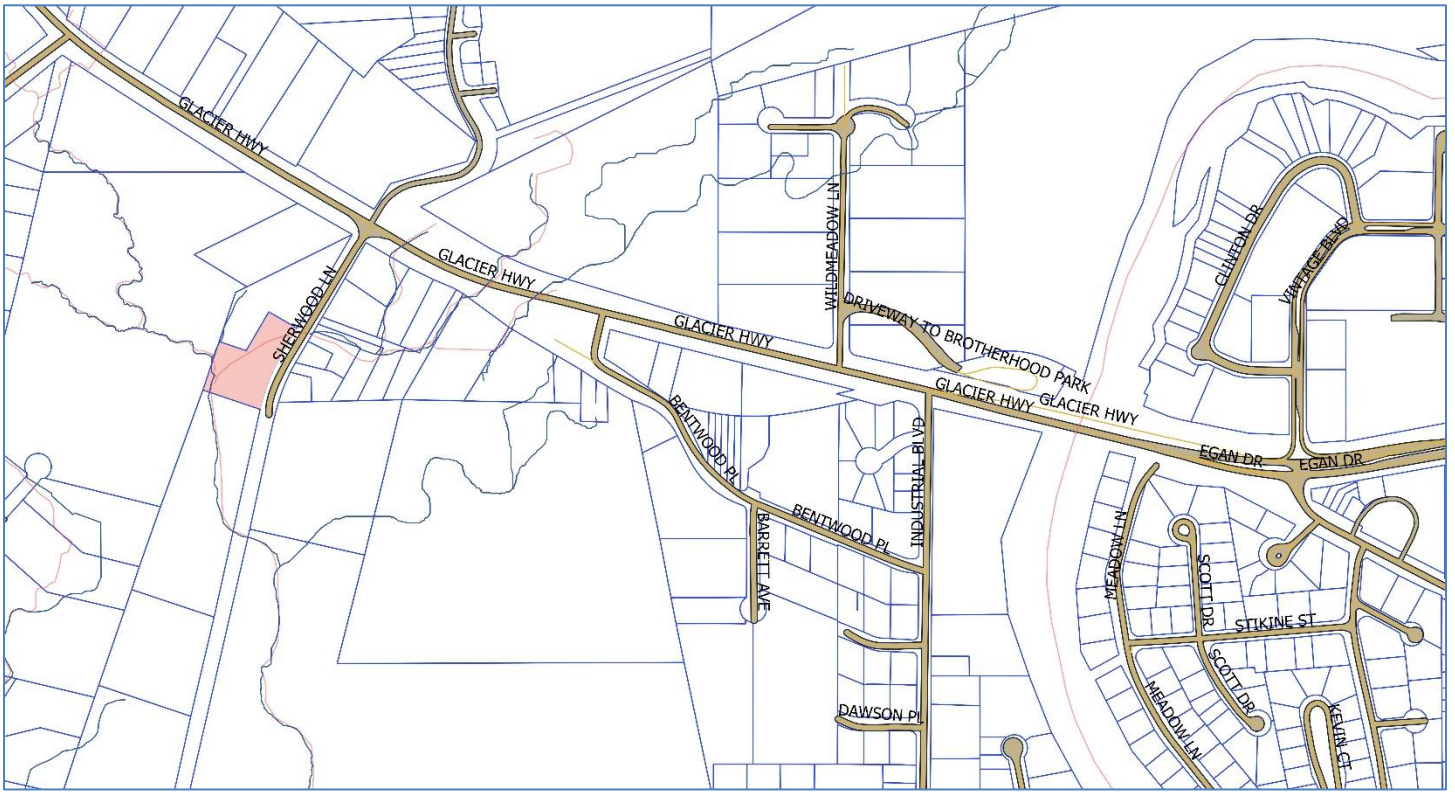 GLACIER HWY
GLACIER HWY
SHERWOOD LN
GLACIER HWY
WILDMEADOW LN
DRIVEWAY TO BROTHERHOOD PARK
GLACIER HWY
GLACIER HWY
CLINTON DR
VINTAGE BLVD
EGAN DR
EGAN DR
BENTWOOD PL
BENTWOOD PL
BARRETT AVE
INDUSTRIAL BLVD
DAWSON PL
MEADOW LN
SCOTT DR
STIKINE ST
SCOTT DR
MEADOW LN
KEVIN CT